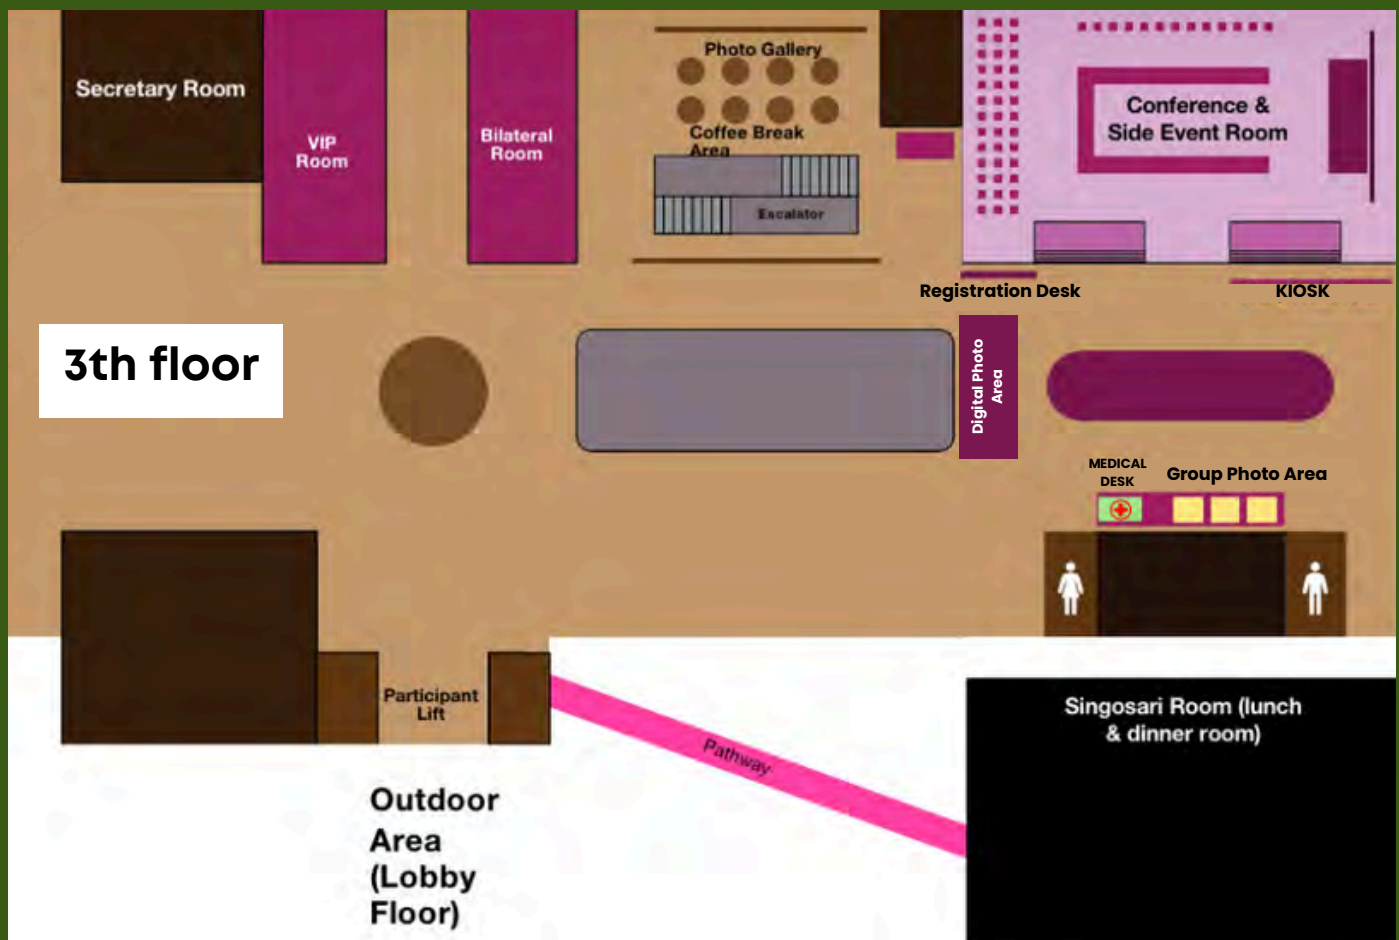 Secretary Room
VIP
Room
Bilateral
Room
Photo Gallery
Coffee Break
Area
Escalator
Conference &
Side Event Room
Registration Desk
KIOSK
3th floor
Digital Photo
Area
MEDICAL
DESK
Group Photo Area
Participant
Lift
Pathway
Singosari Room (lunch
& dinner room)
Outdoor
Area
(Lobby
Floor)